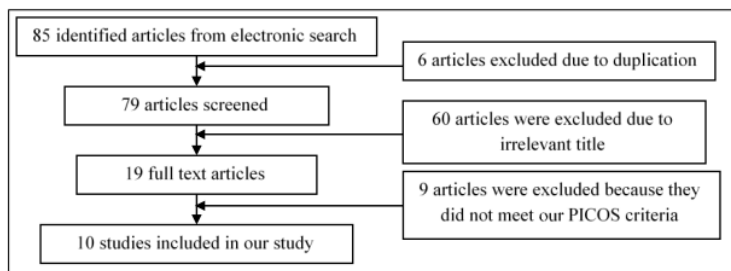 85 identified articles from electronic search
6 articles excluded due to duplication
79 articles screened
60 articles were excluded due to
irrelevant title
19 full text articles
9 articles were excluded because they
did not meet our PICOS criteria
10 studies included in our study